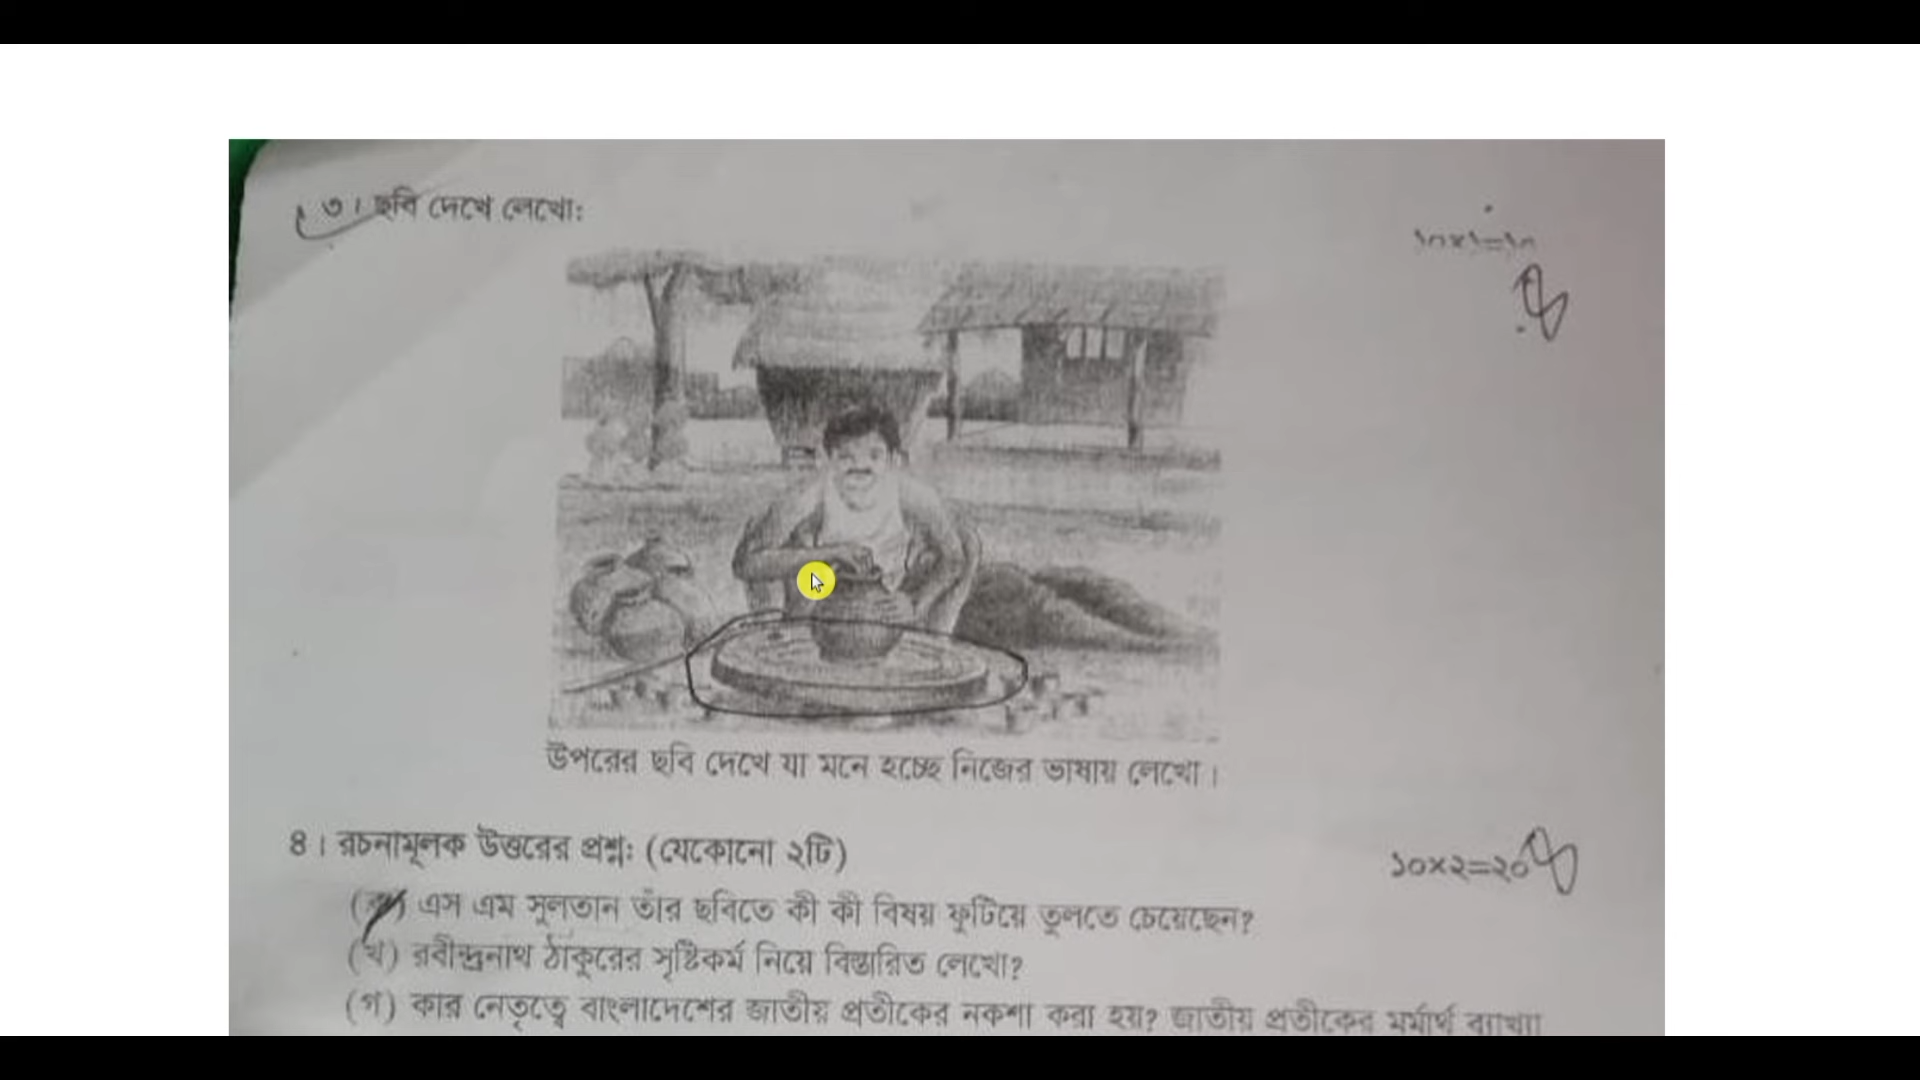 ৩। ছবি দেখে লেখো:
১০×১=১০
উপরের ছবি দেখে যা মনে হচ্ছে নিজের ভাষায় লেখো।
৪। রচনামূলক উত্তরের প্রশ্ন: (যেকোনো ২টি)
১০×২=২০
(ক) এস এম সুলতান তাঁর ছবিতে কী কী বিষয় ফুটিয়ে তুলতে চেয়েছেন?
(খ) রবীন্দ্রনাথ ঠাকুরের সৃষ্টিকর্ম নিয়ে বিস্তারিত লেখো?
(গ) কার নেতৃত্বে বাংলাদেশের জাতীয় প্রতীকের নকশা করা হয়? জাতীয় প্রতীকের মর্মার্থ ব্যাখ্যা